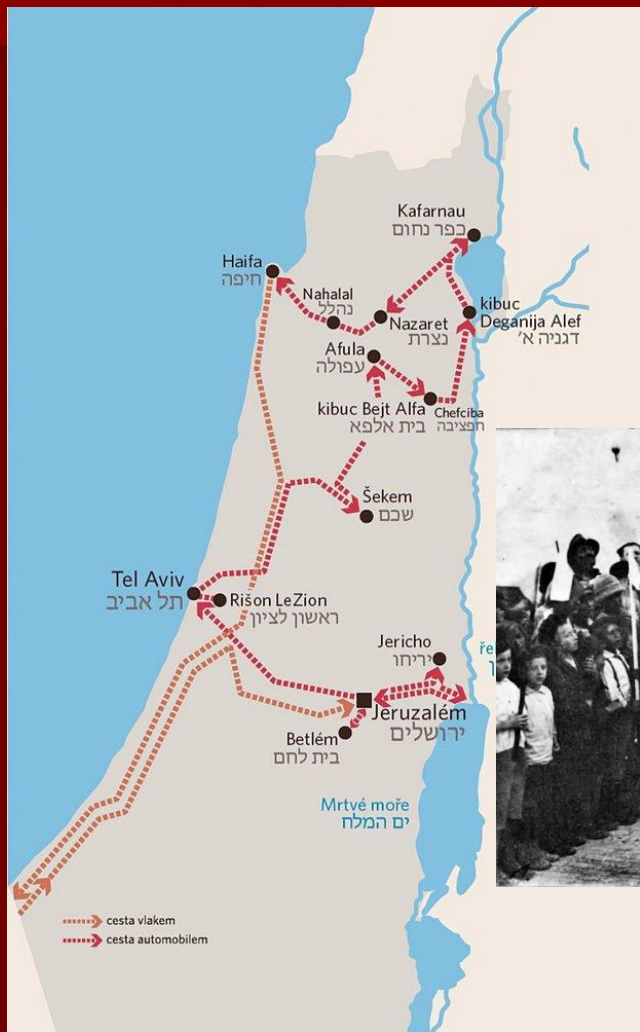 Kafarnau
כפר נחום
Haifa
חיפה
Nahalal
נהלל
Nazaret
נצרת
kibuc
Deganija Alef
דגניה א'
Afula
עפולה
kibuc Bejt Alfa
בית אלפא
Chefciba
חפציבה
Šekem
שכם
Tel Aviv
תל אביב
Rišon LeZion
ראשון לציון
Jericho
יריחו
Jeruzalém
ירושלים
Betlém
בית לחם
Mrtvé moře
ים המלח
cesta vlakem
cesta automobilem